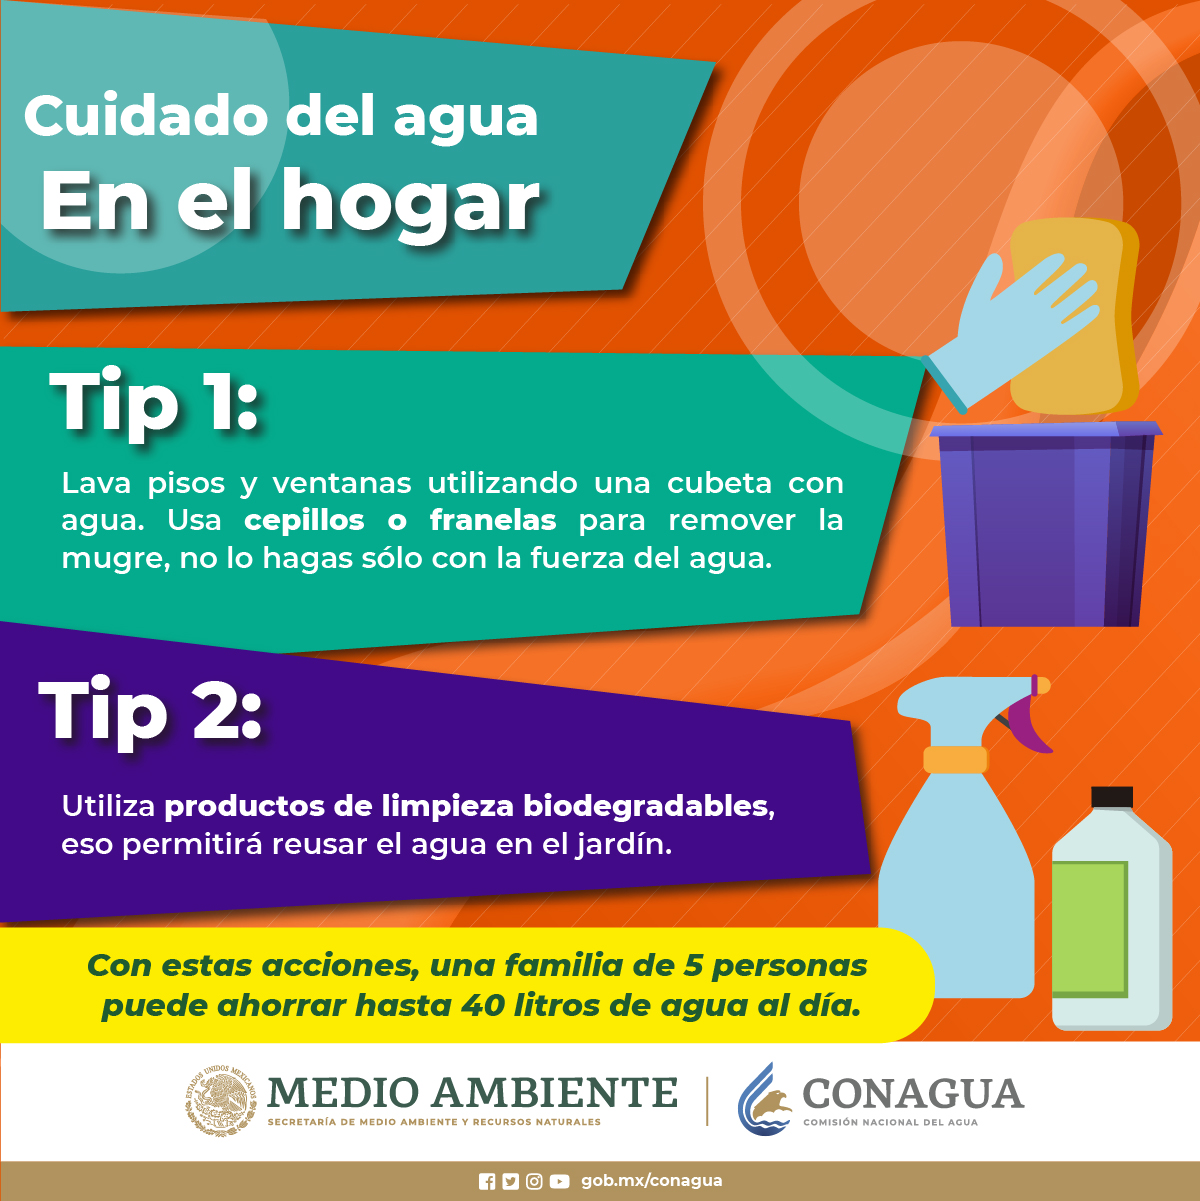 Cuidado del agua
En el hogar
Tip 1:
Lava pisos y ventanas utilizando una cubeta con
agua. Usa cepillos o franelas para remover la
mugre, no lo hagas sólo con la fuerza del agua.
Tip 2:
Utiliza productos de limpieza biodegradables,
eso permitirá reusar el agua en el jardín.
Con estas acciones, una familia de 5 personas
puede ahorrar hasta 40 litros de agua al día.
ESTADOS UNIDOS MEXICANOS
MEDIO AMBIENTE
SECRETARÍA DE MEDIO AMBIENTE Y RECURSOS NATURALES
CONAGUA
COMISIÓN NACIONAL DEL AGUA
gob.mx/conagua